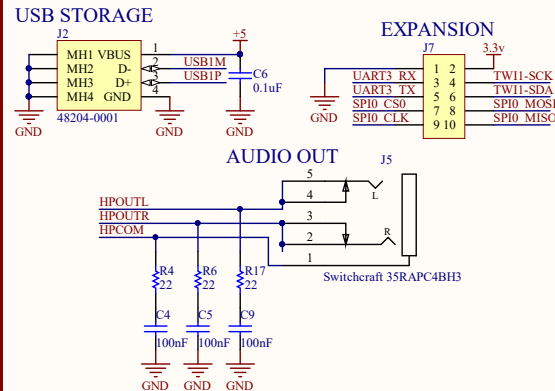 USB STORAGE
J2
MH1 VBUS 1
MH2 D- 2 USB1M
MH3 D+ 3 USB1P
MH4 GND 4
48204-0001
GND
GND
+5
C6
0.1uF
GND
EXPANSION
J7
3.3v
1 2
UART3_RX 3 4 TWI1-SCK
UART3_TX 5 6 TWI1-SDA
SPI0_CS0 7 8 SPI0_MOSI
SPI0_CLK 9 10 SPI0_MISO
GND
AUDIO OUT
J5
5
L
4
HPOUTL
HPOUTR 3
HPCOM 2 R
1
Switchcraft 35RAPC4BH3
R4 R6 R17
22 22 22
C4 C5 C9
100nF 100nF 100nF
GND GND GND